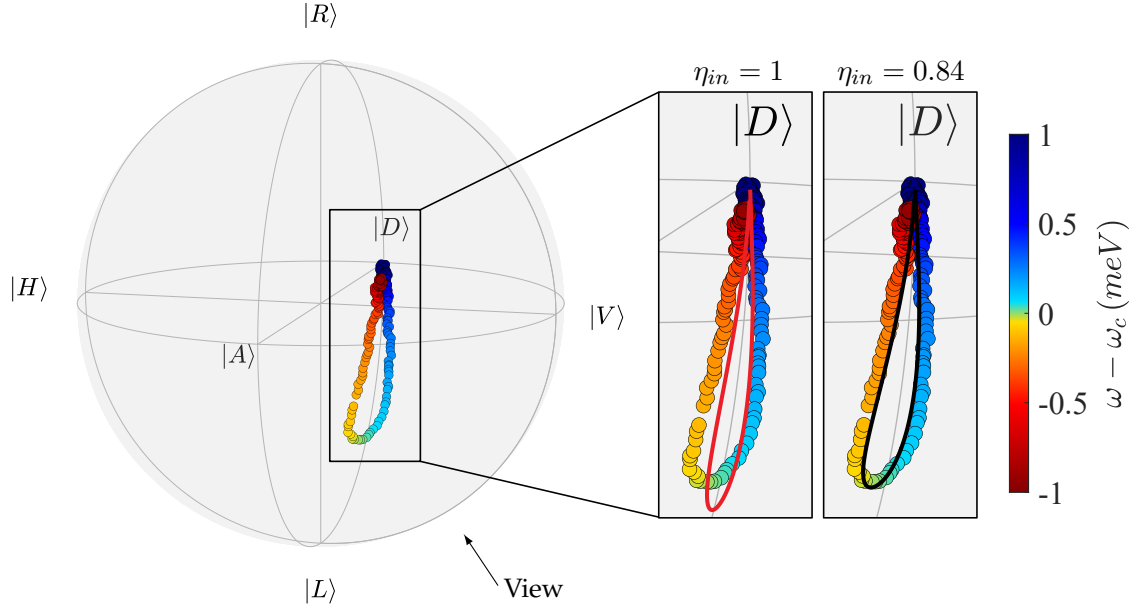 |R⟩
η_in = 1
η_in = 0.84
|D⟩
|D⟩
1
0.5
0
-0.5
-1
ω − ω_c (meV)
|D⟩
|H⟩
|V⟩
|A⟩
|L⟩
View